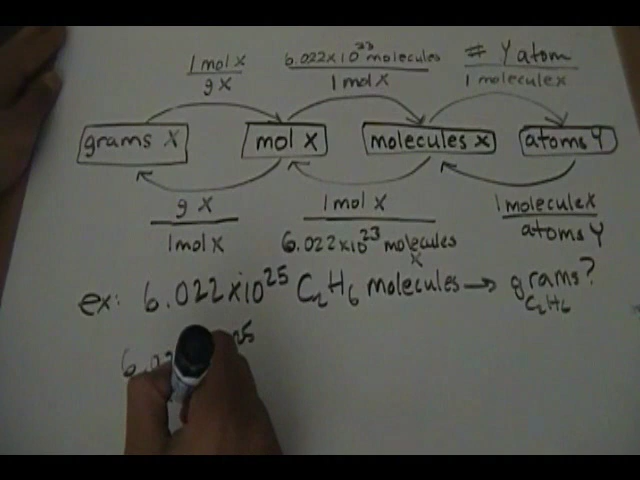 1 mol X 6.022x10^23 molecules # Y atom
g X 1 mol X 1 molecule X
grams X mol X molecules X atoms Y
g X 1 mol X 1 molecule X
1 mol X 6.022x10^23 molecules X atoms Y
ex: 6.022x10^25 C2H6 molecules → grams?
C2H6
25